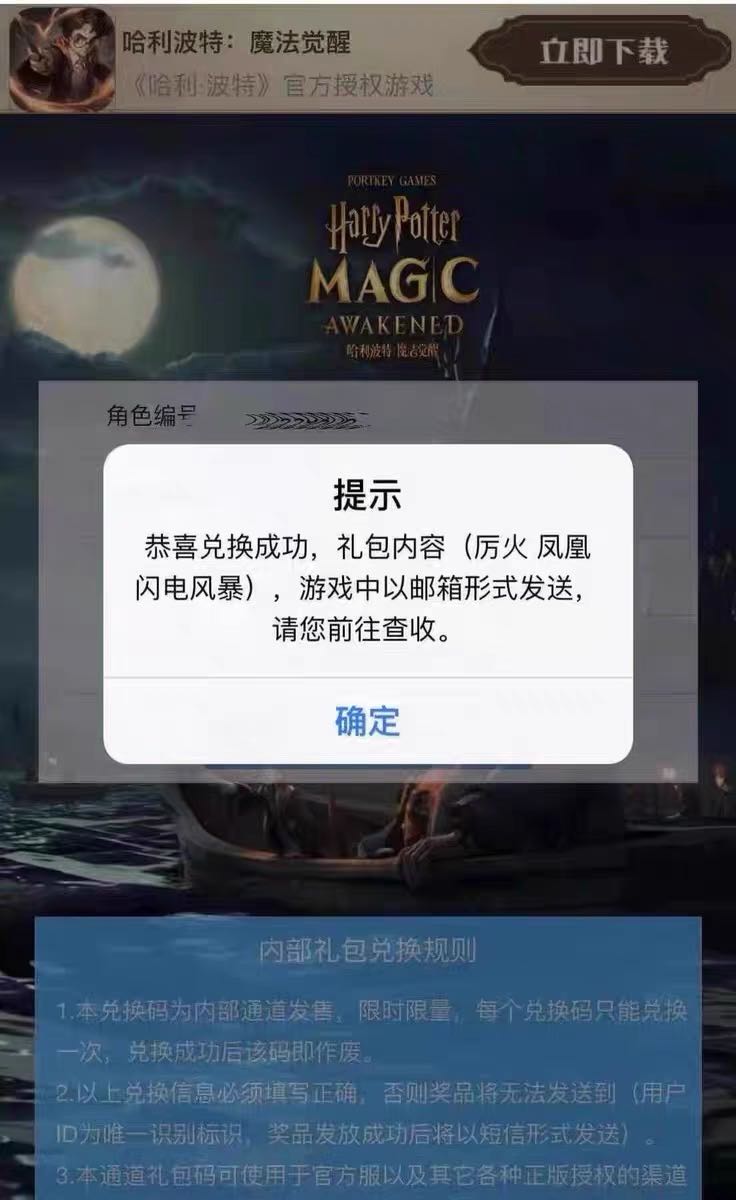 哈利波特：魔法觉醒
《哈利·波特》官方授权游戏
立即下载
PORTKEY GAMES
Harry Potter
MAGIC
AWAKENED
哈利波特 魔法觉醒
角色编号
提示
恭喜兑换成功，礼包内容（厉火 凤凰
闪电风暴），游戏中以邮箱形式发送，
请您前往查收。
确定
内部礼包兑换规则
1.本兑换码为内部通道发售，限时限量，每个兑换码只能兑换
一次，兑换成功后该码即作废。
2.以上兑换信息必须填写正确，否则奖品将无法发送到（用户
ID为唯一识别标识，奖品发放成功后将以短信形式发送）。
3.本通道礼包码可使用于官方服以及其它各种正版授权的渠道